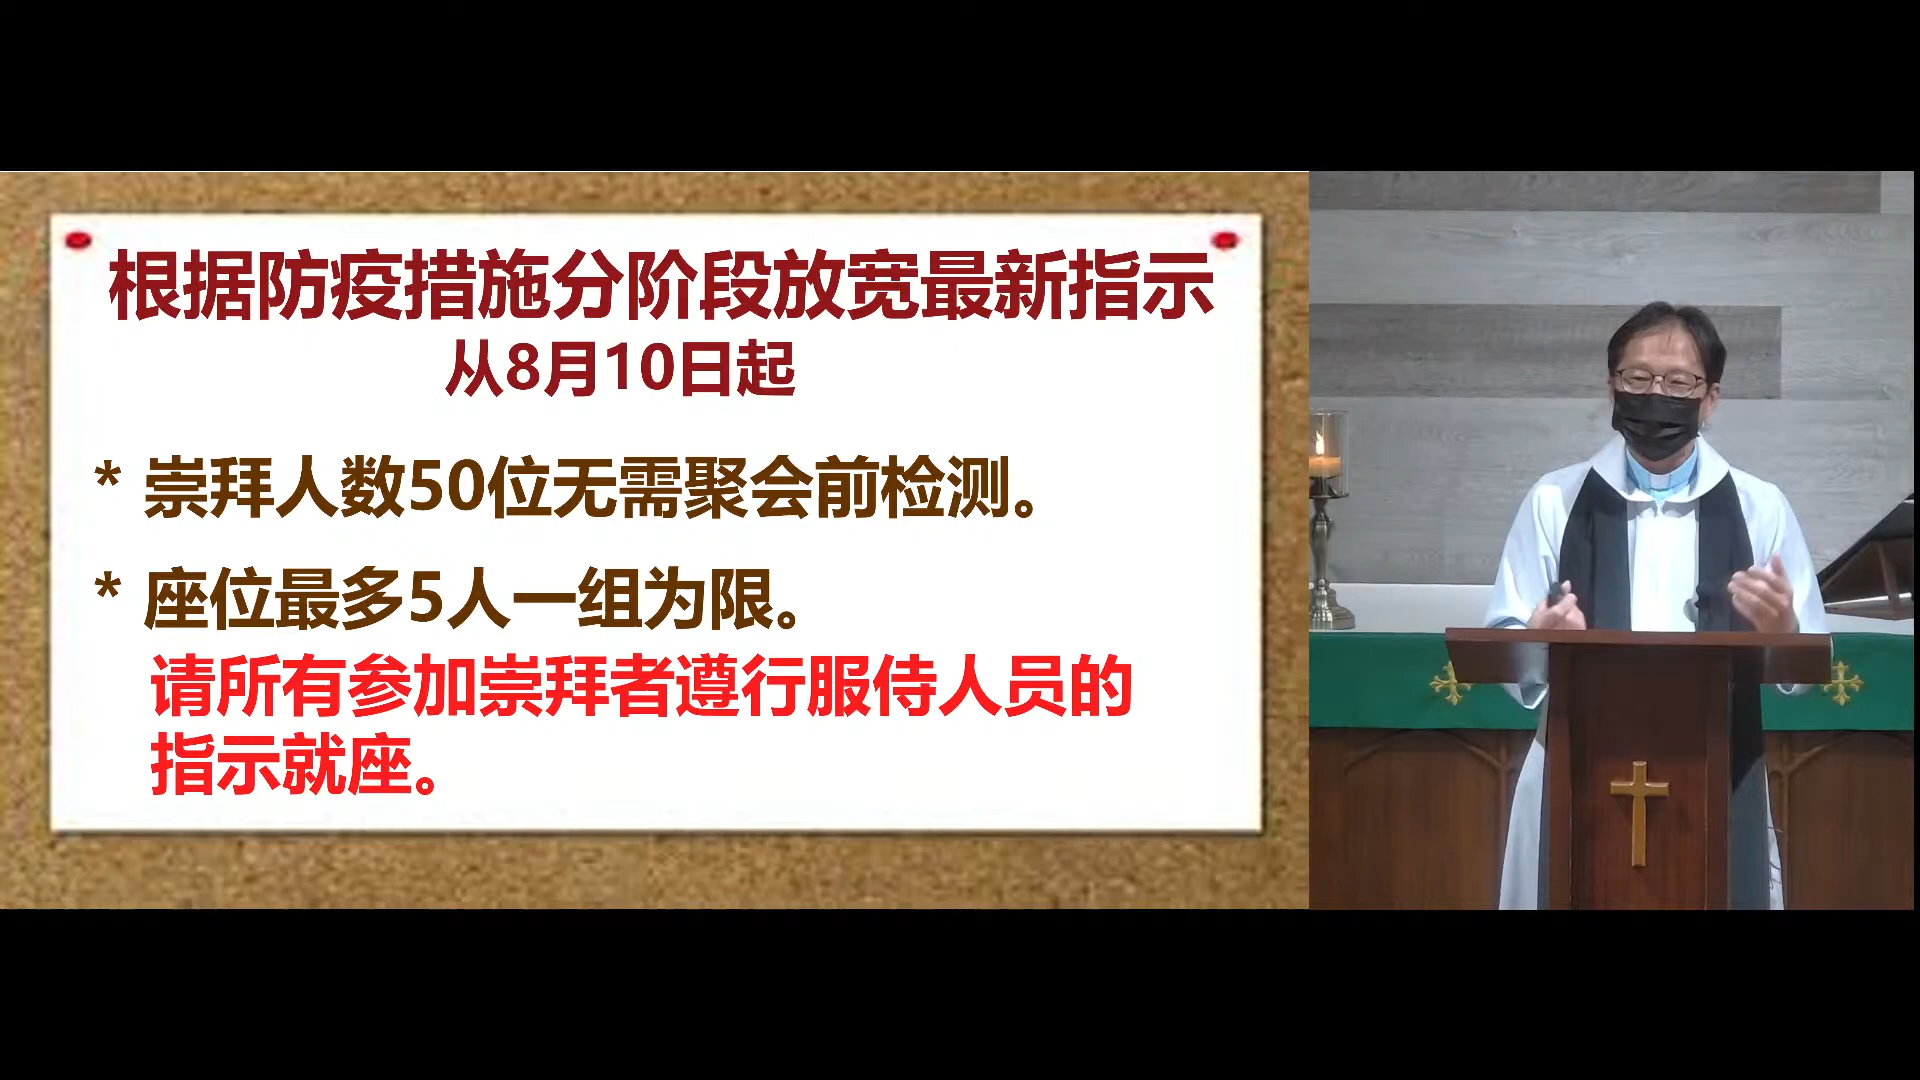 根据防疫措施分阶段放宽最新指示
从8月10日起
* 崇拜人数50位无需聚会前检测。
* 座位最多5人一组为限。
请所有参加崇拜者遵行服侍人员的
指示就座。